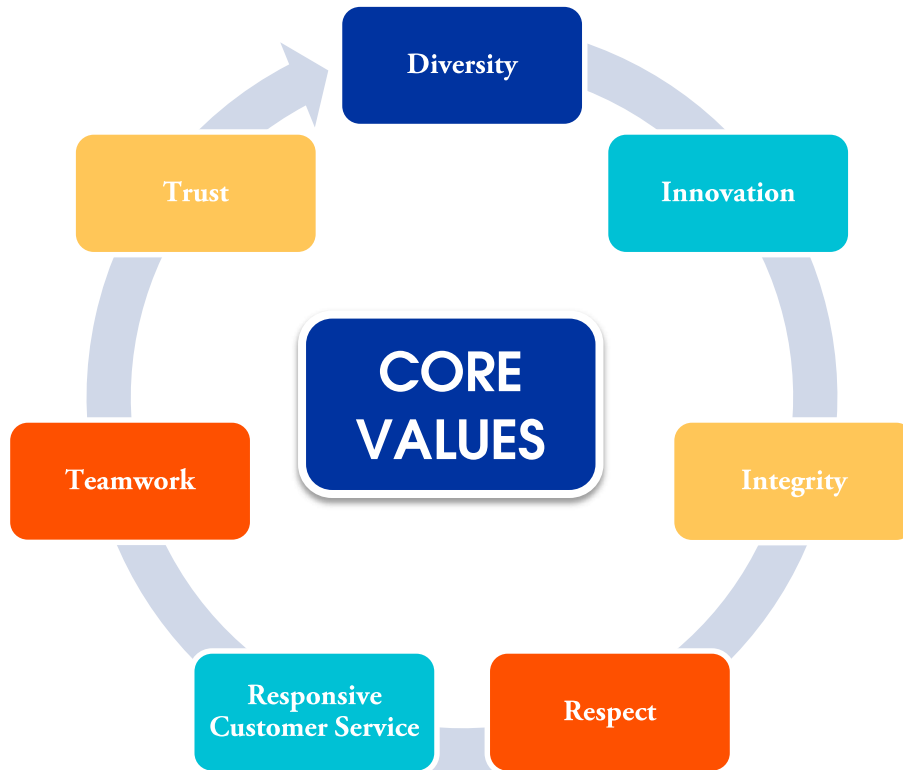 Diversity
Innovation
Integrity
Respect
Responsive
Customer Service
Teamwork
Trust
CORE
VALUES